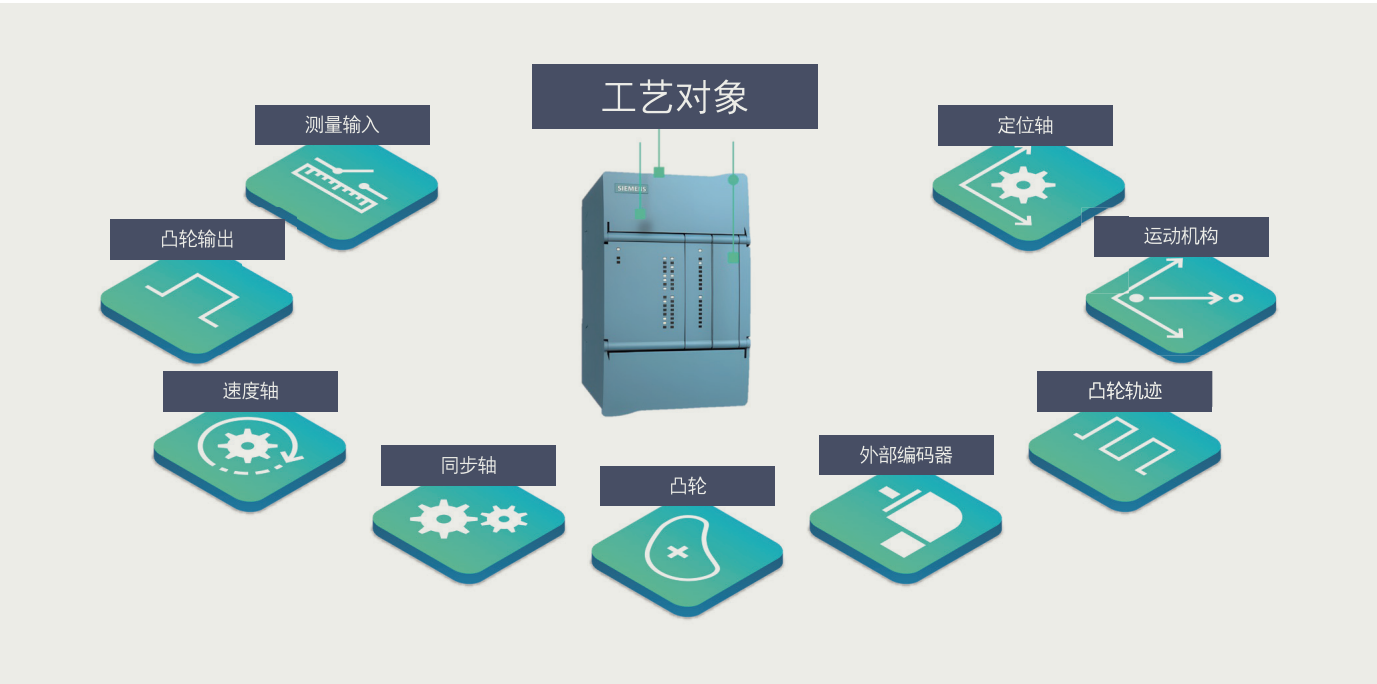 工艺对象
测量输入
定位轴
SIEMENS
凸轮输出
运动机构
速度轴
凸轮轨迹
同步轴
外部编码器
凸轮